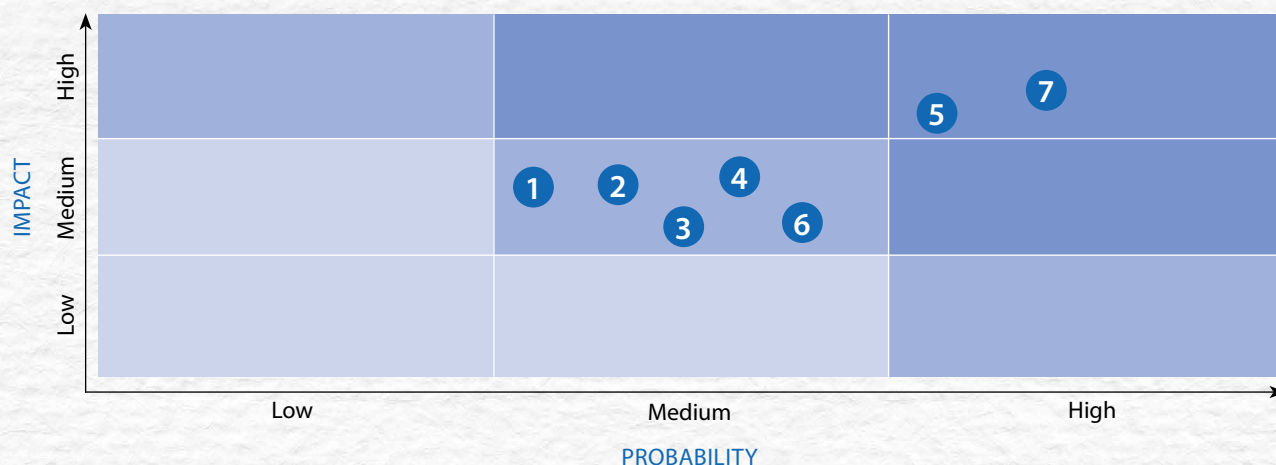 High
5
7
IMPACT
Medium
1
2
3
4
6
Low
Low
Medium
High
PROBABILITY